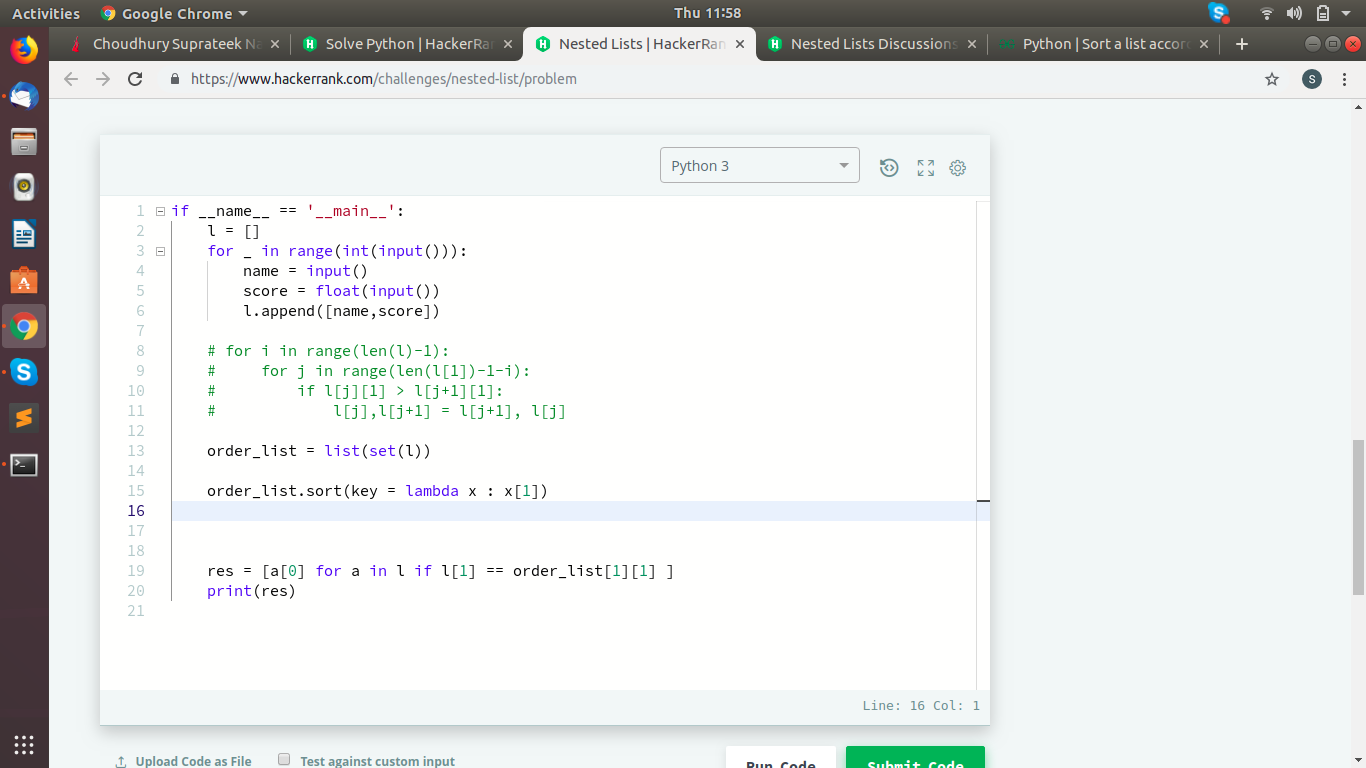 Activities Google Chrome Thu 11:58
Choudhury Suprateek Na Solve Python | HackerRan Nested Lists | HackerRan Nested Lists Discussions Python | Sort a list accor
https://www.hackerrank.com/challenges/nested-list/problem S
Python 3
1 if __name__ == '__main__':
2 l = []
3 for _ in range(int(input())):
4 name = input()
5 score = float(input())
6 l.append([name,score])
7
8 # for i in range(len(l)-1):
9 # for j in range(len(l[1])-1-i):
10 # if l[j][1] > l[j+1][1]:
11 # l[j],l[j+1] = l[j+1], l[j]
12
13 order_list = list(set(l))
14
15 order_list.sort(key = lambda x : x[1])
16
17
18
19 res = [a[0] for a in l if l[1] == order_list[1][1] ]
20 print(res)
21
Line: 16 Col: 1
Upload Code as File Test against custom input Run Code Submit Code